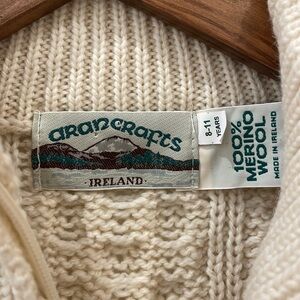 arancrafts
·IRELAND·
8-11
YEARS
100%
MERINO
WOOL
MADE IN IRELAND